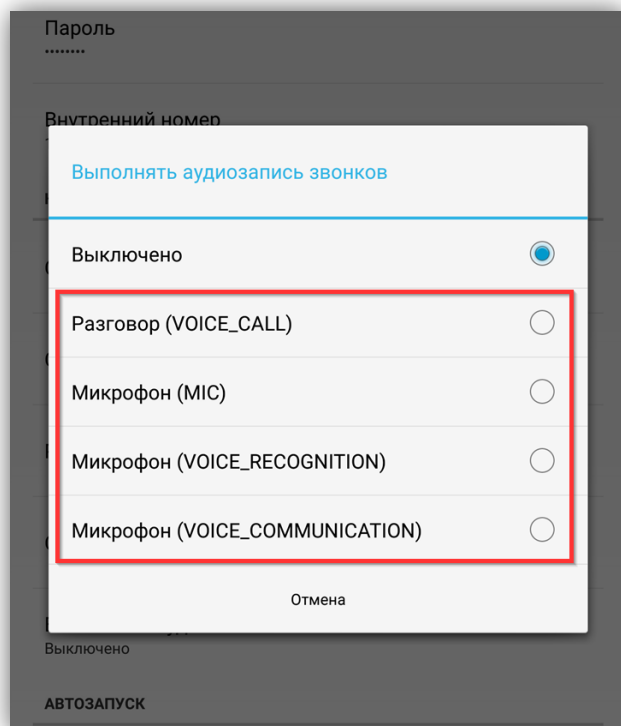 Пароль
••••••••
Внутренний номер
Выполнять аудиозапись звонков
Выключено
Разговор (VOICE_CALL)
Микрофон (MIC)
Микрофон (VOICE_RECOGNITION)
Микрофон (VOICE_COMMUNICATION)
Отмена
Выключено
АВТОЗАПУСК